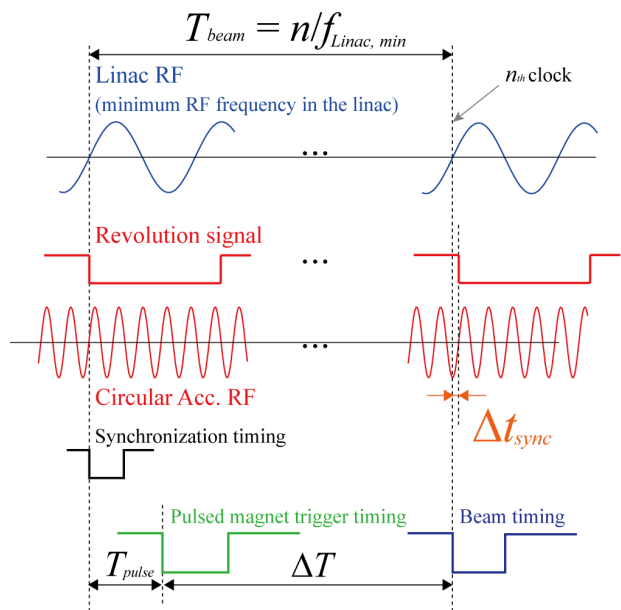 T_beam = n/f_Linac, min
Linac RF
(minimum RF frequency in the linac)
n_th clock
...
Revolution signal
...
...
Circular Acc. RF
Δt_sync
Synchronization timing
Pulsed magnet trigger timing
Beam timing
T_pulse
ΔT